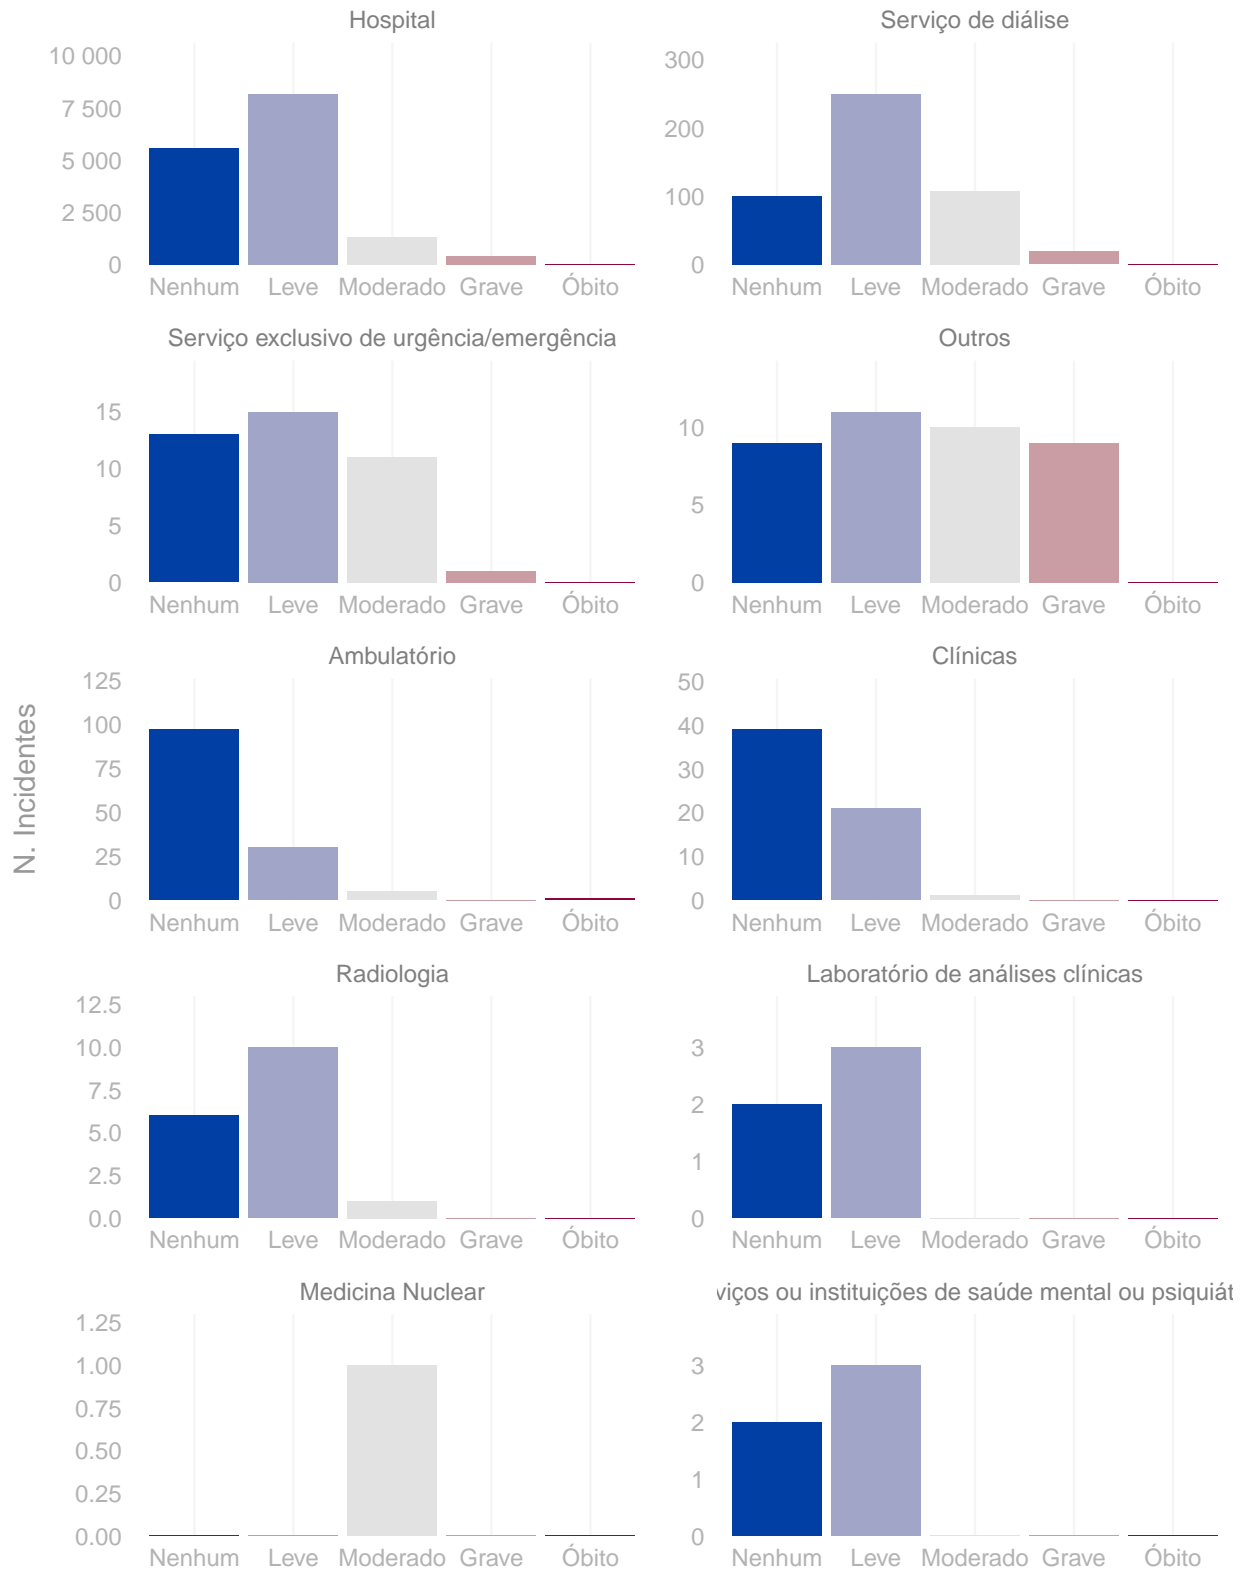 Hospital
10 000
7 500
5 000
2 500
0
Nenhum Leve Moderado Grave Óbito
Serviço de diálise
300
200
100
0
Nenhum Leve Moderado Grave Óbito
Serviço exclusivo de urgência/emergência
15
10
5
0
Nenhum Leve Moderado Grave Óbito
Outros
10
5
0
Nenhum Leve Moderado Grave Óbito
N. Incidentes
Ambulatório
125
100
75
50
25
0
Nenhum Leve Moderado Grave Óbito
Clínicas
50
40
30
20
10
0
Nenhum Leve Moderado Grave Óbito
Radiologia
12.5
10.0
7.5
5.0
2.5
0.0
Nenhum Leve Moderado Grave Óbito
Laboratório de análises clínicas
3
2
1
0
Nenhum Leve Moderado Grave Óbito
Medicina Nuclear
1.25
1.00
0.75
0.50
0.25
0.00
Nenhum Leve Moderado Grave Óbito
viços ou instituições de saúde mental ou psiquiát
3
2
1
0
Nenhum Leve Moderado Grave Óbito